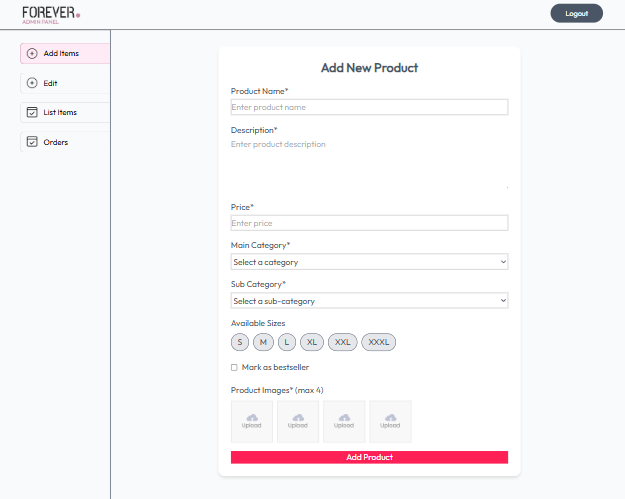 FOREVER.
ADMIN PANEL
Logout
Add Items
Edit
List Items
Orders
Add New Product
Product Name*
Enter product name
Description*
Enter product description
Price*
Enter price
Main Category*
Select a category
Sub Category*
Select a sub-category
Available Sizes
S M L XL XXL XXXL
Mark as bestseller
Product Images* (max 4)
Upload Upload Upload Upload
Add Product